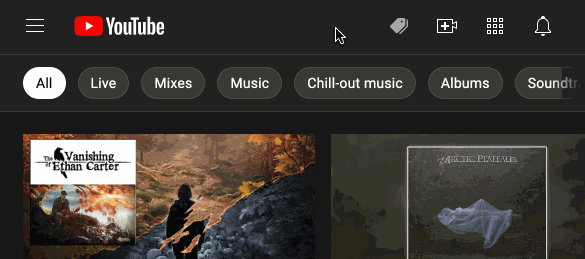 YouTube
All Live Mixes Music Chill-out music Albums Soundtr
The Vanishing
of Ethan Carter
ARCTIC PLATEAU